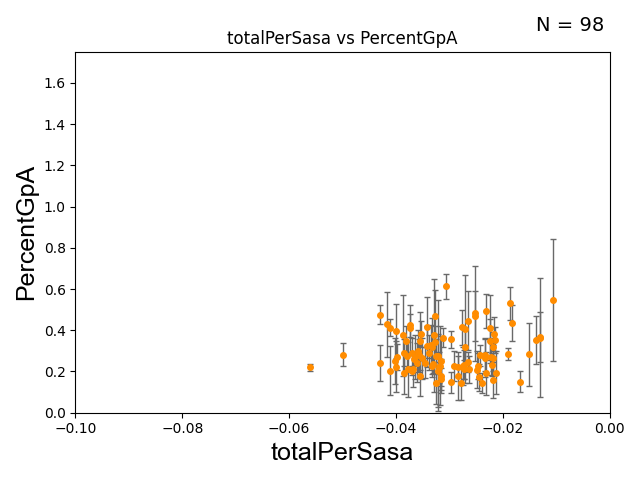 N = 98
totalPerSasa vs PercentGpA
PercentGpA
1.6
1.4
1.2
1.0
0.8
0.6
0.4
0.2
0.0
−0.10 −0.08 −0.06 −0.04 −0.02 0.00
totalPerSasa